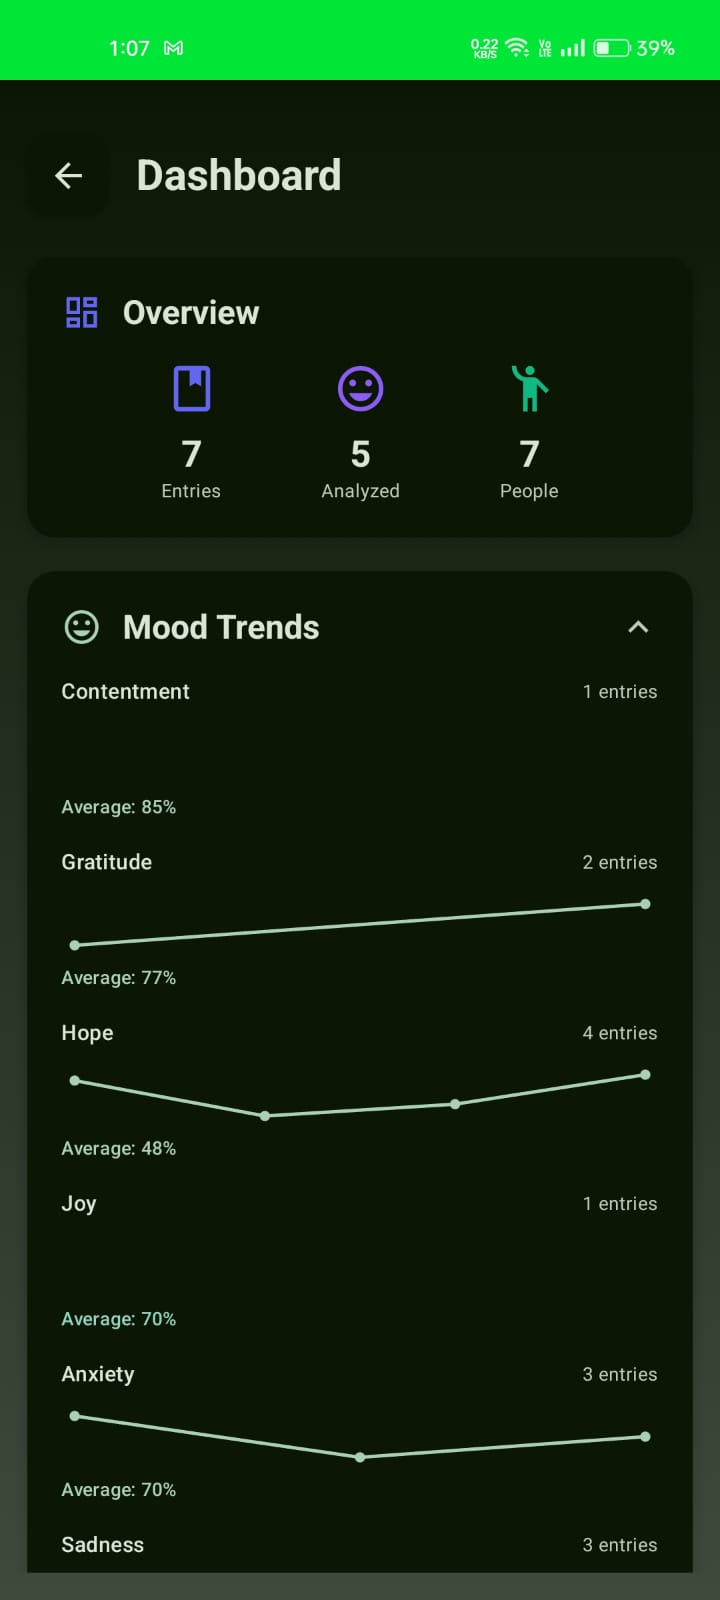 1:07 0.22 KB/S Vo LTE 39%
Dashboard
Overview
7 5 7
Entries Analyzed People
Mood Trends
Contentment 1 entries
Average: 85%
Gratitude 2 entries
Average: 77%
Hope 4 entries
Average: 48%
Joy 1 entries
Average: 70%
Anxiety 3 entries
Average: 70%
Sadness 3 entries